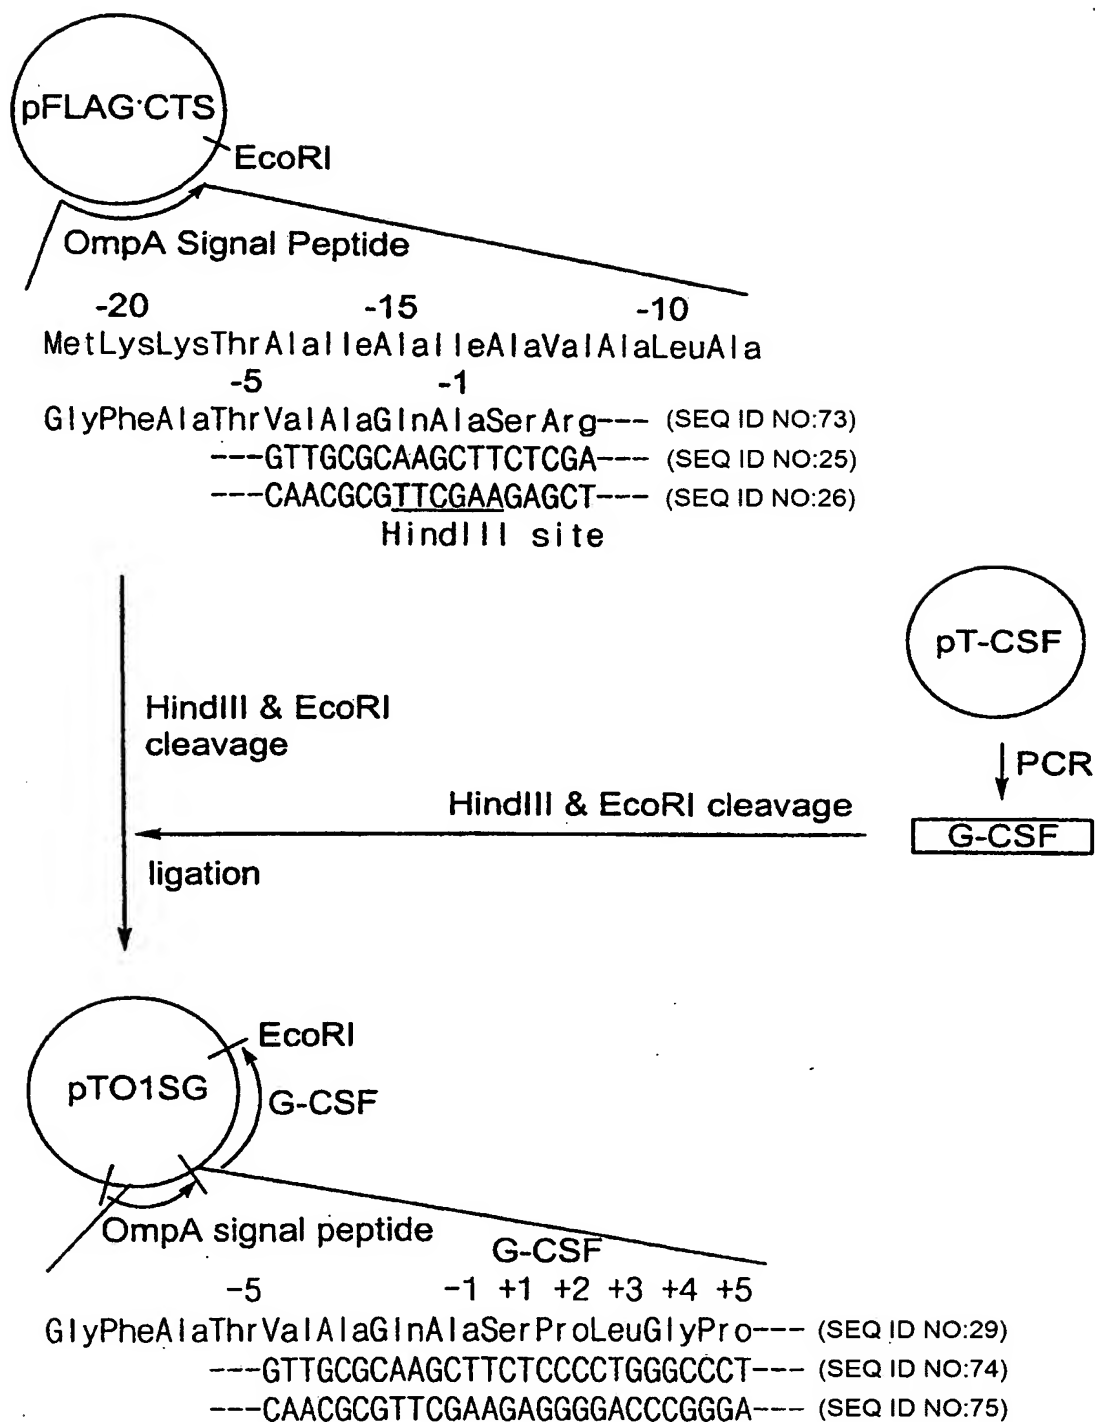 pFLAG·CTS
EcoRI
OmpA Signal Peptide
-20 -15 -10
MetLysLysThrAlaIleAlaIleAlaValAlaLeuAla
-5 -1
GlyPheAlaThrValAlaGlnAlaSerArg--- (SEQ ID NO:73)
---GTTGCGCAAGCTTCTCGA--- (SEQ ID NO:25)
---CAACGCGTTCGAAGAGCT--- (SEQ ID NO:26)
HindIII site
pT-CSF
HindIII & EcoRI
cleavage
PCR
HindIII & EcoRI cleavage
G-CSF
ligation
EcoRI
pTO1SG
G-CSF
OmpA signal peptide
G-CSF
-5 -1 +1 +2 +3 +4 +5
GlyPheAlaThrValAlaGlnAlaSerProLeuGlyPro--- (SEQ ID NO:29)
---GTTGCGCAAGCTTCTCCCCTGGGCCCT--- (SEQ ID NO:74)
---CAACGCGTTCGAAGAGGGGACCCGGGA--- (SEQ ID NO:75)